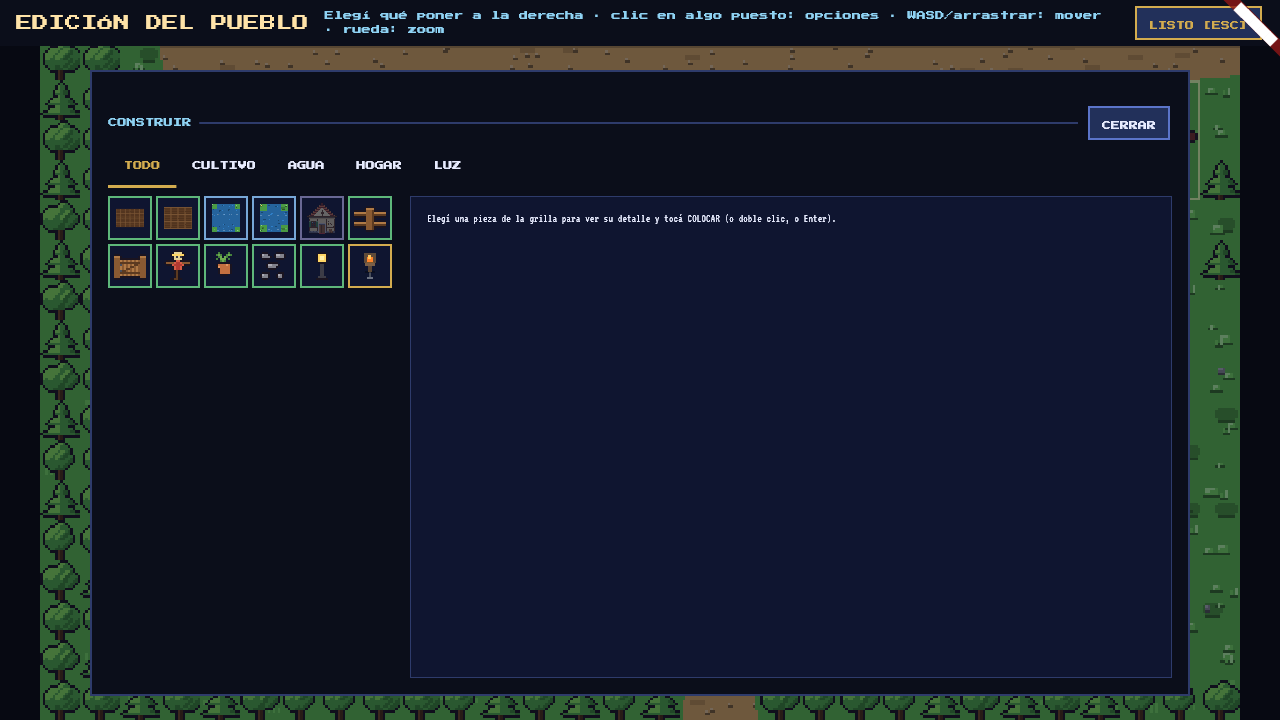 EDICIÓN DEL PUEBLO
Elegí qué poner a la derecha · clic en algo puesto: opciones · WASD/arrastrar: mover
· rueda: zoom
LISTO [ESC]
CONSTRUIR
CERRAR
TODO CULTIVO AGUA HOGAR LUZ
Elegí una pieza de la grilla para ver su detalle y tocá COLOCAR (o doble clic, o Enter).